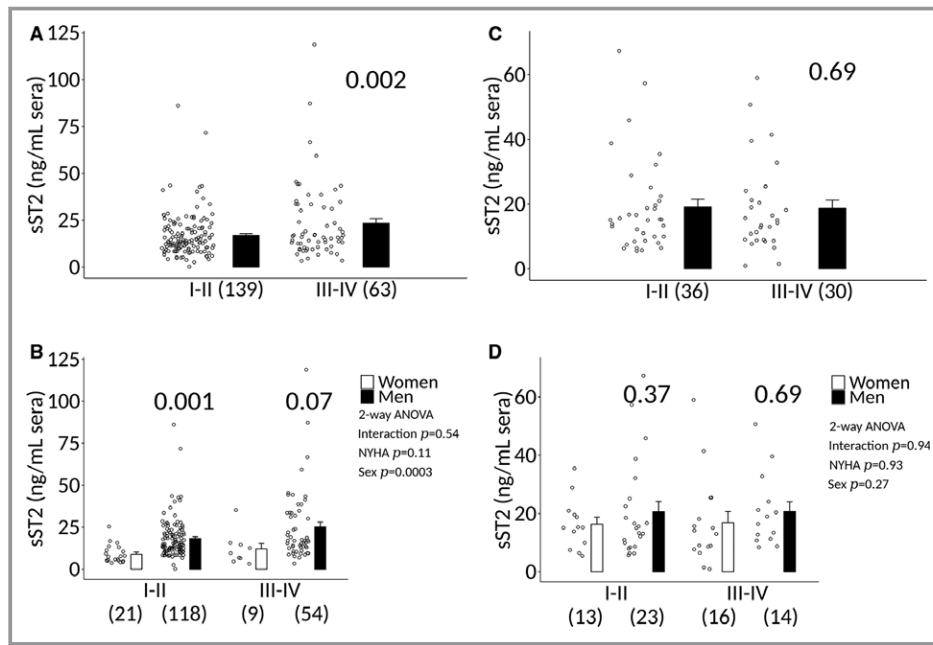 A
sST2 (ng/mL sera)
125
100
75
50
25
0
0.002
I-II (139)
III-IV (63)
C
sST2 (ng/mL sera)
60
40
20
0
0.69
I-II (36)
III-IV (30)
B
sST2 (ng/mL sera)
125
100
75
50
25
0
0.001
0.07
Women
Men
2-way ANOVA
Interaction p=0.54
NYHA p=0.11
Sex p=0.0003
I-II
III-IV
(21) (118) (9) (54)
D
sST2 (ng/mL sera)
60
40
20
0
0.37
0.69
Women
Men
2-way ANOVA
Interaction p=0.94
NYHA p=0.93
Sex p=0.27
I-II
III-IV
(13) (23) (16) (14)